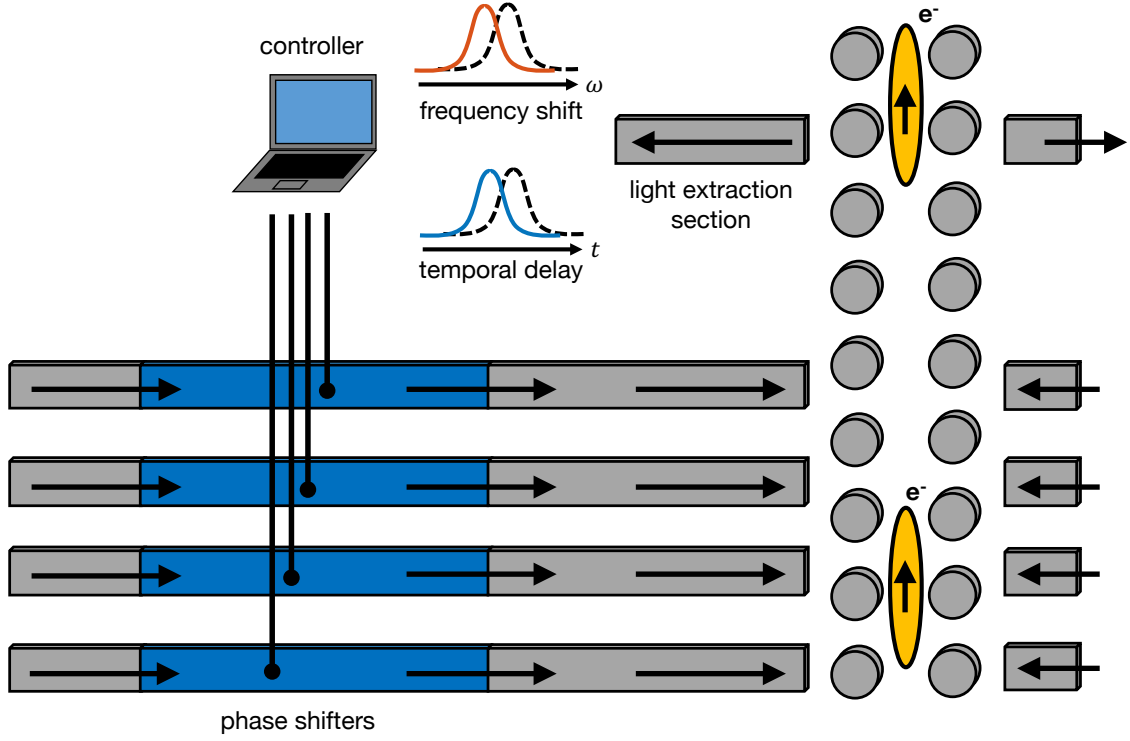 e⁻
controller
ω
frequency shift
light extraction
section
t
temporal delay
e⁻
phase shifters